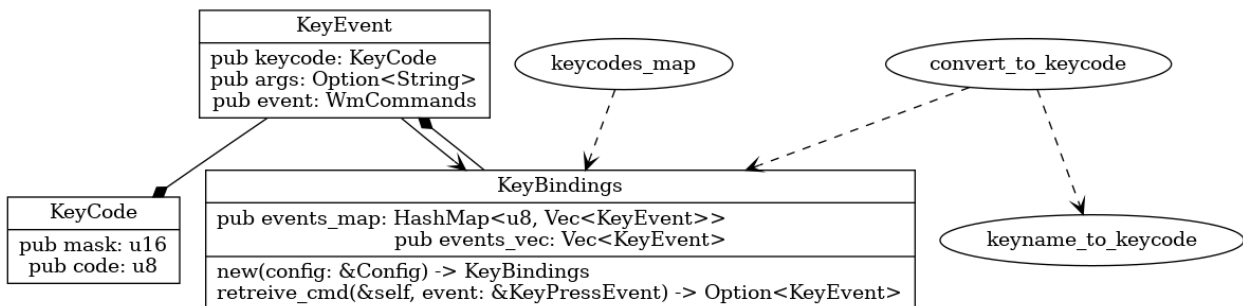 KeyEvent
pub keycode: KeyCode
pub args: Option<String>
pub event: WmCommands
keycodes_map
convert_to_keycode
KeyCode
pub mask: u16
pub code: u8
KeyBindings
pub events_map: HashMap<u8, Vec<KeyEvent>>
pub events_vec: Vec<KeyEvent>
new(config: &Config) -> KeyBindings
retreive_cmd(&self, event: &KeyPressEvent) -> Option<KeyEvent>
keyname_to_keycode